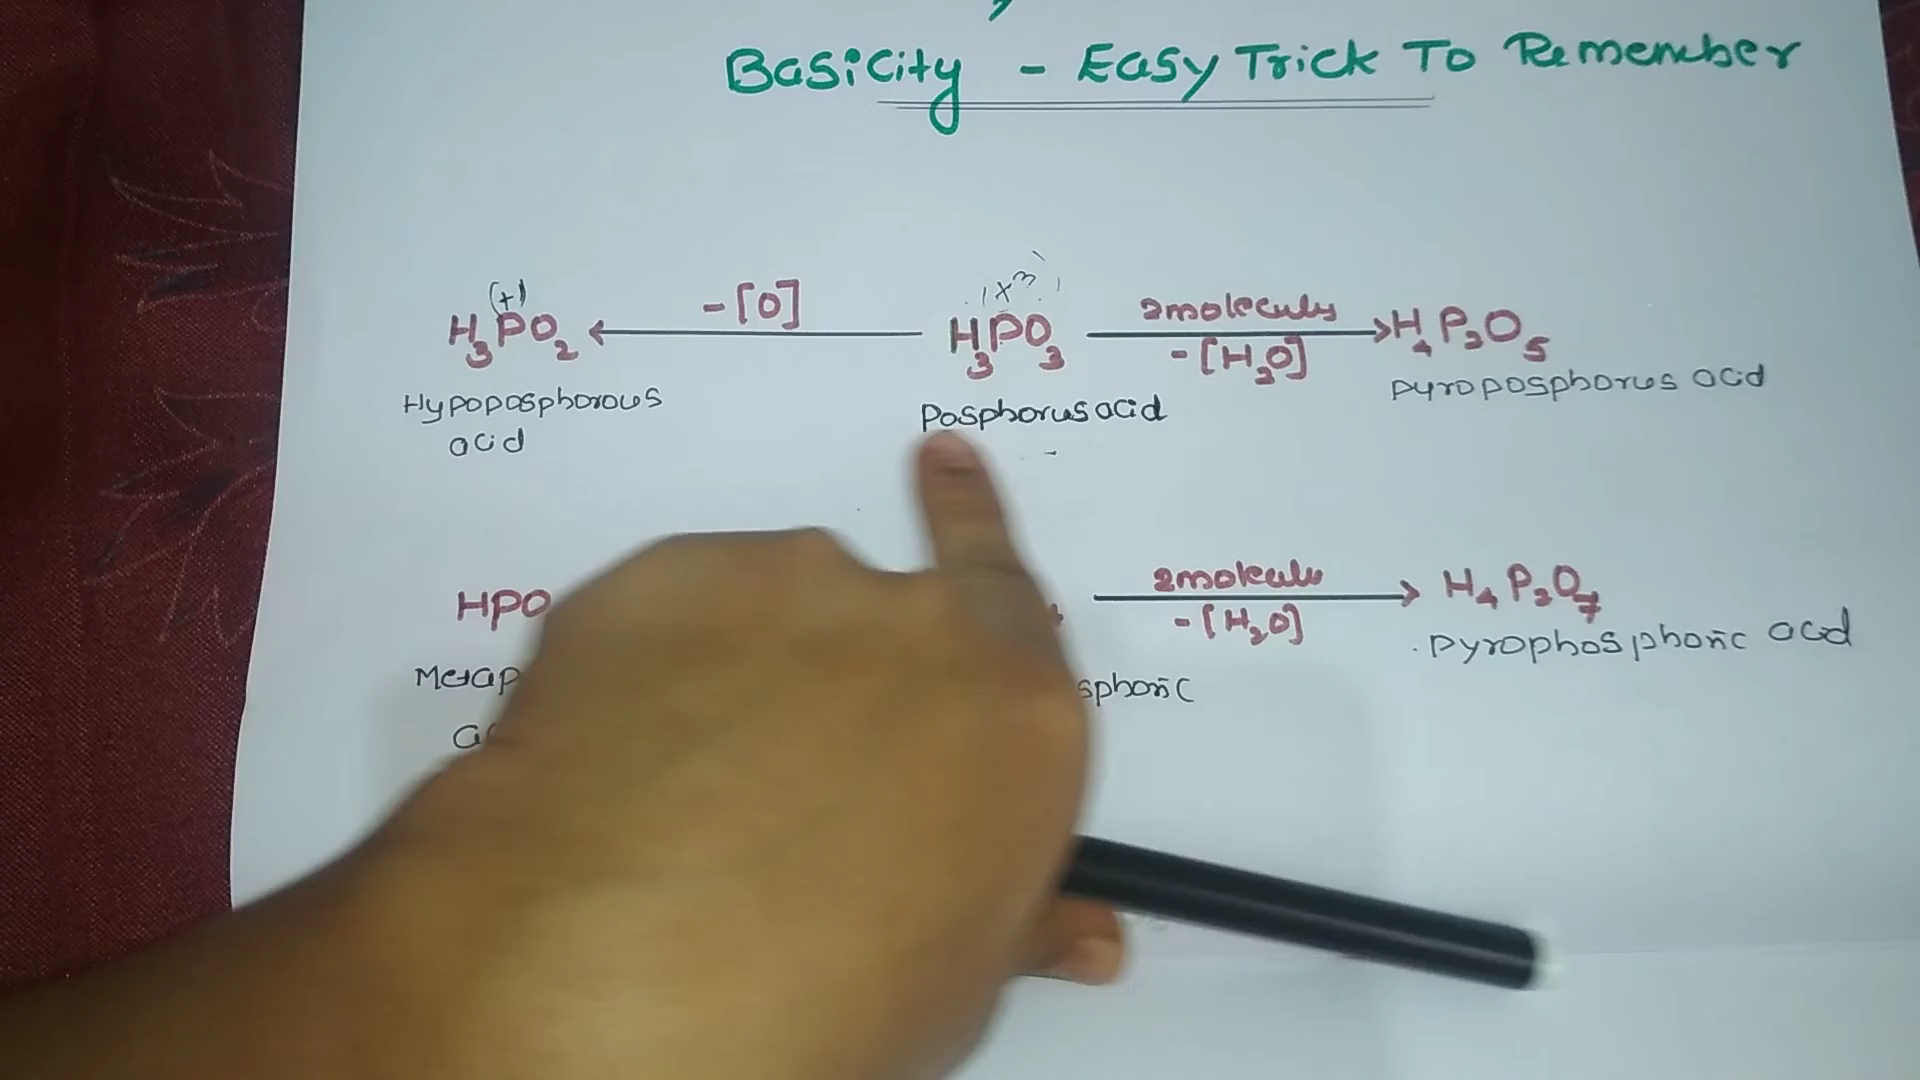 Basicity - Easy Trick To Remember
(+1)
H3PO2
-[O]
H3PO3
2molecules
-[H2O]
H4P2O5
Hypoposphorous
acid
Posphorus acid
pyroposphorus acid
HPO
2molecule
-[H2O]
H4P2O7
Metap
sphoric
pyrophosphoric acid